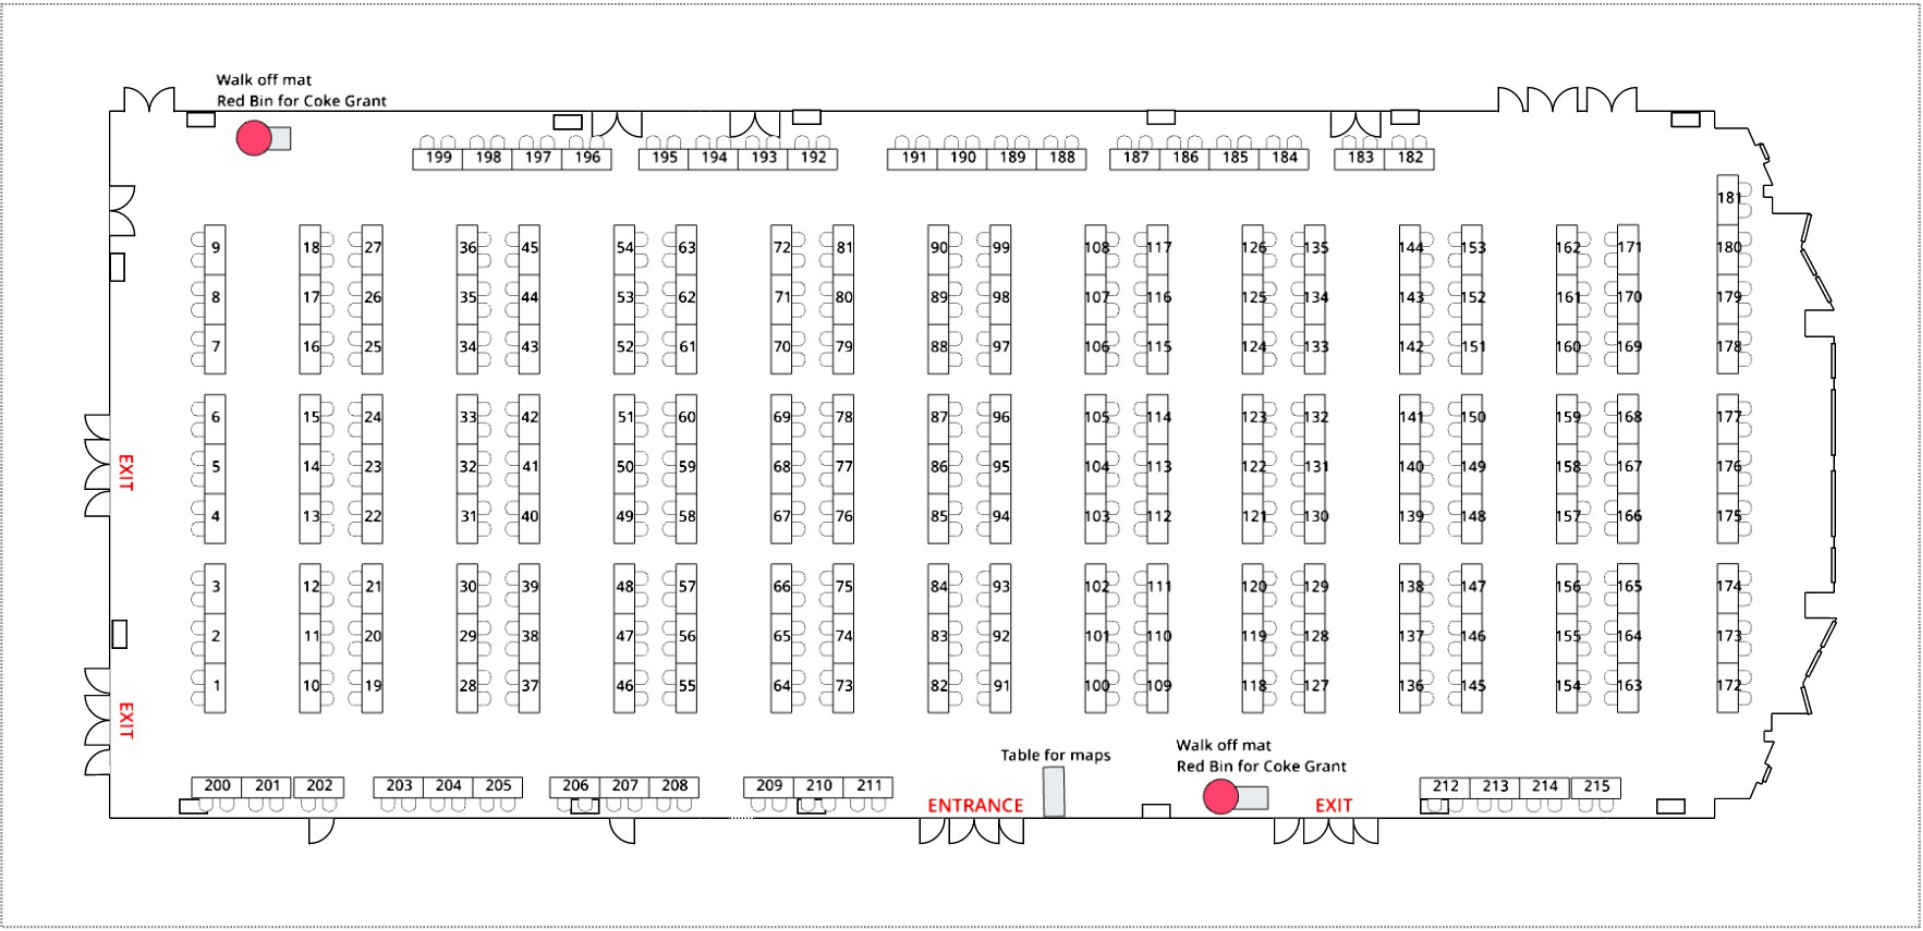 Walk off mat
Red Bin for Coke Grant
199 198 197 196 195 194 193 192 191 190 189 188 187 186 185 184 183 182
181
9 18 27 36 45 54 63 72 81 90 99 108 117 126 135 144 153 162 171 180
8 17 26 35 44 53 62 71 80 89 98 107 116 125 134 143 152 161 170 179
7 16 25 34 43 52 61 70 79 88 97 106 115 124 133 142 151 160 169 178
6 15 24 33 42 51 60 69 78 87 96 105 114 123 132 141 150 159 168 177
EXIT
5 14 23 32 41 50 59 68 77 86 95 104 113 122 131 140 149 158 167 176
4 13 22 31 40 49 58 67 76 85 94 103 112 121 130 139 148 157 166 175
3 12 21 30 39 48 57 66 75 84 93 102 111 120 129 138 147 156 165 174
2 11 20 29 38 47 56 65 74 83 92 101 110 119 128 137 146 155 164 173
1 10 19 28 37 46 55 64 73 82 91 100 109 118 127 136 145 154 163 172
EXIT
Table for maps
Walk off mat
Red Bin for Coke Grant
200 201 202 203 204 205 206 207 208 209 210 211 212 213 214 215
ENTRANCE
EXIT